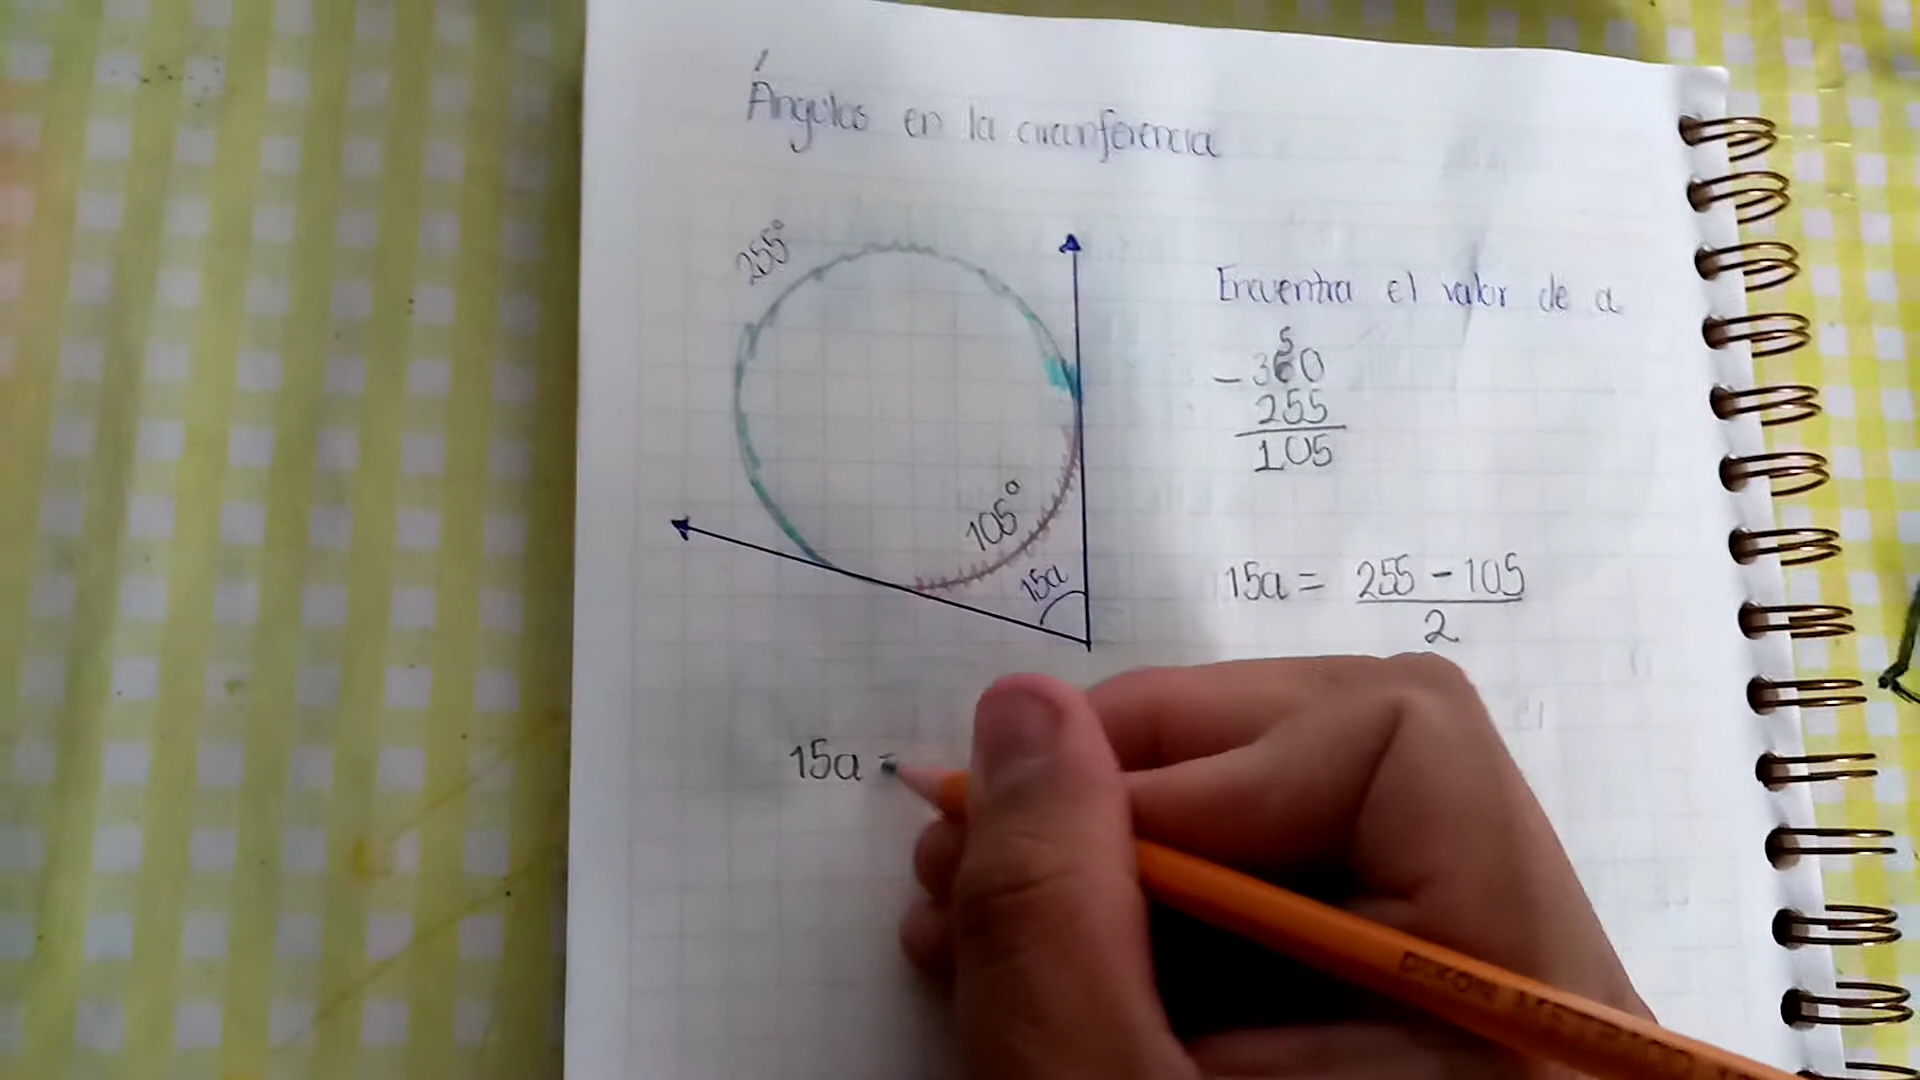 Ángulos en la circunferencia
255°
Encuentra el valor de a
5
- 360
255
105
105°
15a
15a = 255 - 105
2
15a =
DIXON